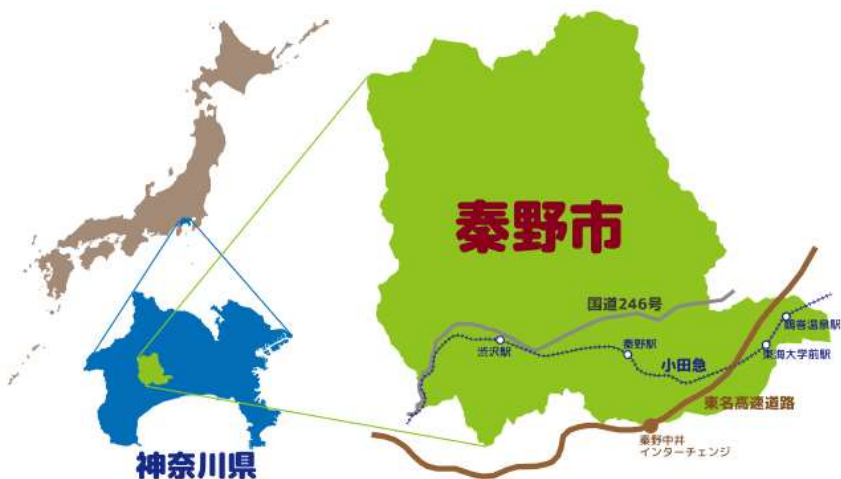 秦野市
国道246号
鶴巻温泉駅
渋沢駅
秦野駅
小田急
東海大学前駅
東名高速道路
秦野中井
インターチェンジ
神奈川県